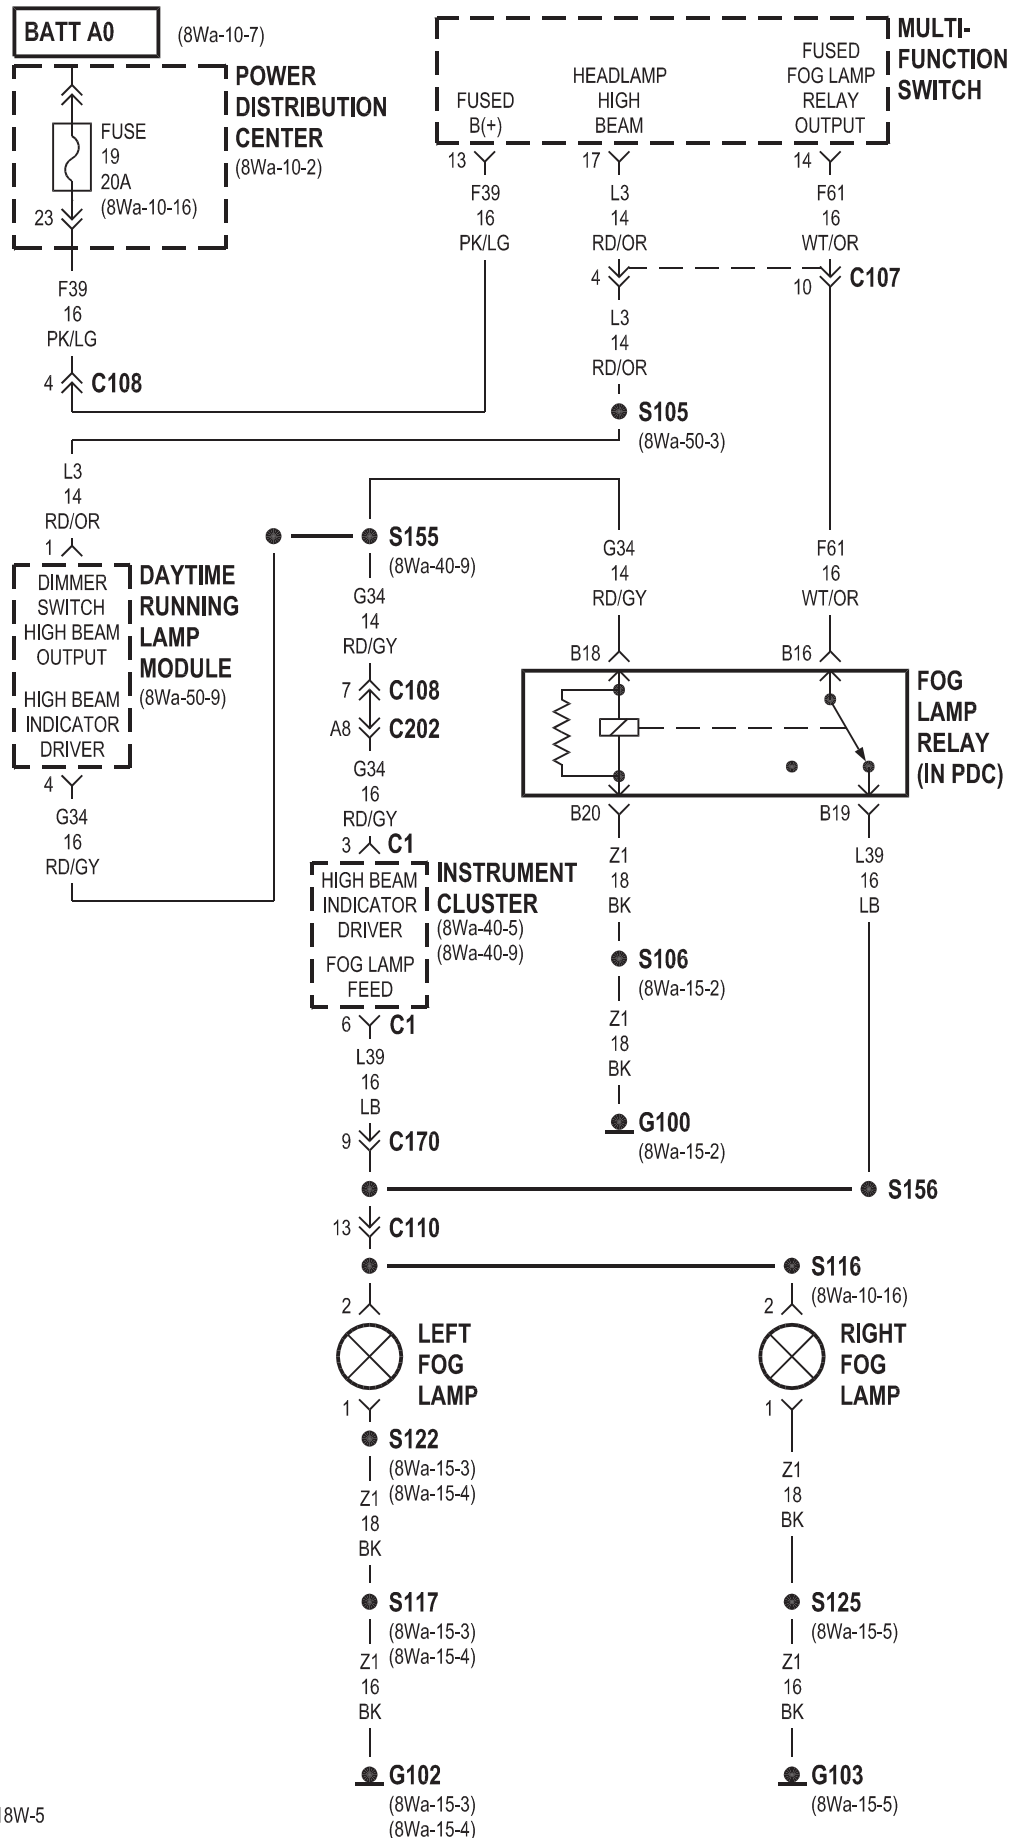 BATT A0
(8Wa-10-7)
POWER
DISTRIBUTION
CENTER
(8Wa-10-2)
FUSE
19
20A
(8Wa-10-16)
23
F39
16
PK/LG
4
C108
MULTI-
FUNCTION
SWITCH
FUSED
B(+)
HEADLAMP
HIGH
BEAM
FUSED
FOG LAMP
RELAY
OUTPUT
13
17
14
F39
16
PK/LG
L3
14
RD/OR
F61
16
WT/OR
4
10
C107
L3
14
RD/OR
S105
(8Wa-50-3)
L3
14
RD/OR
1
DIMMER
SWITCH
HIGH BEAM
OUTPUT
HIGH BEAM
INDICATOR
DRIVER
DAYTIME
RUNNING
LAMP
MODULE
(8Wa-50-9)
4
G34
16
RD/GY
S155
(8Wa-40-9)
G34
14
RD/GY
7
C108
A8
C202
G34
16
RD/GY
3
C1
G34
14
RD/GY
F61
16
WT/OR
B18
B16
FOG
LAMP
RELAY
(IN PDC)
B20
B19
HIGH BEAM
INDICATOR
DRIVER
FOG LAMP
FEED
INSTRUMENT
CLUSTER
(8Wa-40-5)
(8Wa-40-9)
6
C1
L39
16
LB
9
C170
Z1
18
BK
S106
(8Wa-15-2)
Z1
18
BK
G100
(8Wa-15-2)
L39
16
LB
S156
13
C110
S116
(8Wa-10-16)
2
2
LEFT
FOG
LAMP
RIGHT
FOG
LAMP
1
1
S122
(8Wa-15-3)
(8Wa-15-4)
Z1
18
BK
S117
(8Wa-15-3)
(8Wa-15-4)
Z1
16
BK
G102
(8Wa-15-3)
(8Wa-15-4)
Z1
18
BK
S125
(8Wa-15-5)
Z1
16
BK
G103
(8Wa-15-5)
18W-5